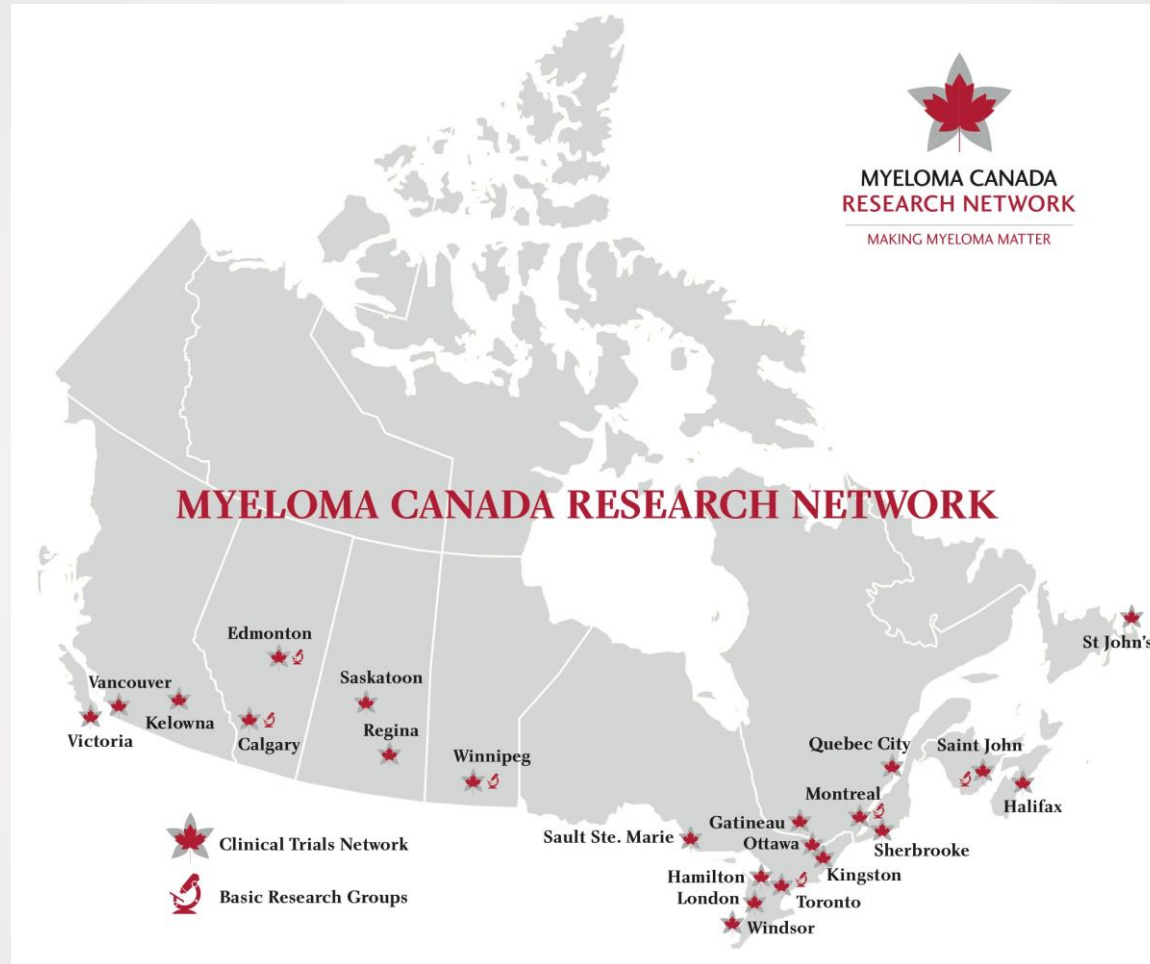 MYELOMA CANADA
RESEARCH NETWORK
MAKING MYELOMA MATTER
MYELOMA CANADA RESEARCH NETWORK
St John's
Edmonton
Vancouver
Saskatoon
Kelowna
Victoria
Calgary
Regina
Winnipeg
Quebec City
Saint John
Montreal
Halifax
Gatineau
Sault Ste. Marie
Ottawa
Sherbrooke
Kingston
Hamilton
London
Toronto
Windsor
Clinical Trials Network
Basic Research Groups